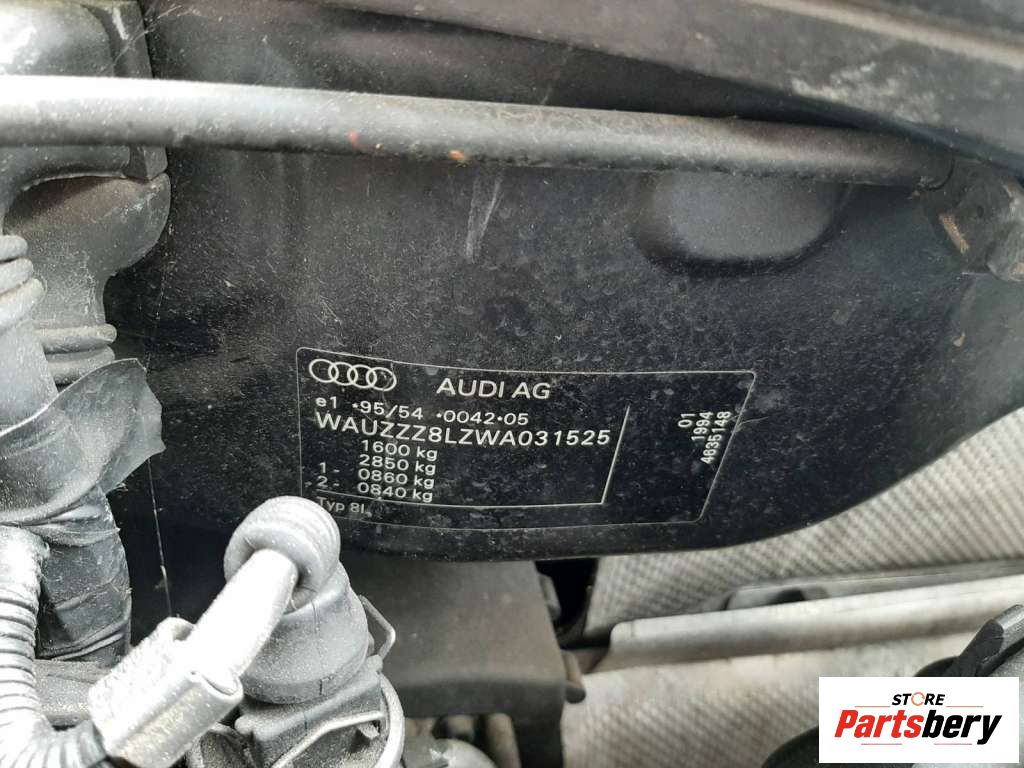 AUDI AG
e1 •95/54 •0042•05
WAUZZZ8LZWA031525
1600 kg
2850 kg
1- 0860 kg
2- 0840 kg
Typ 8L
01
1994
4635148
STORE
Partsbery